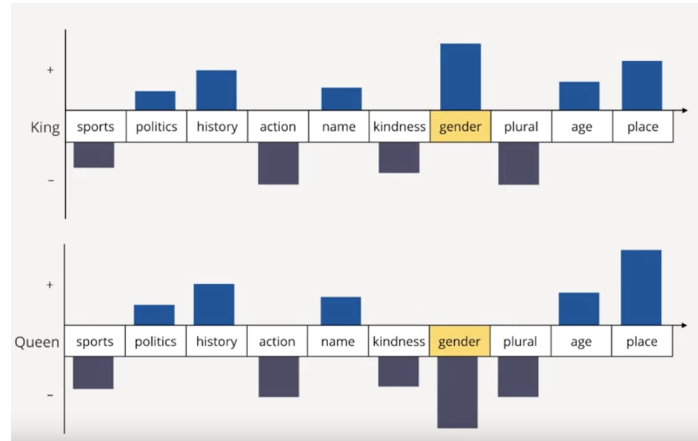 +
King sports politics history action name kindness gender plural age place
–
+
Queen sports politics history action name kindness gender plural age place
–